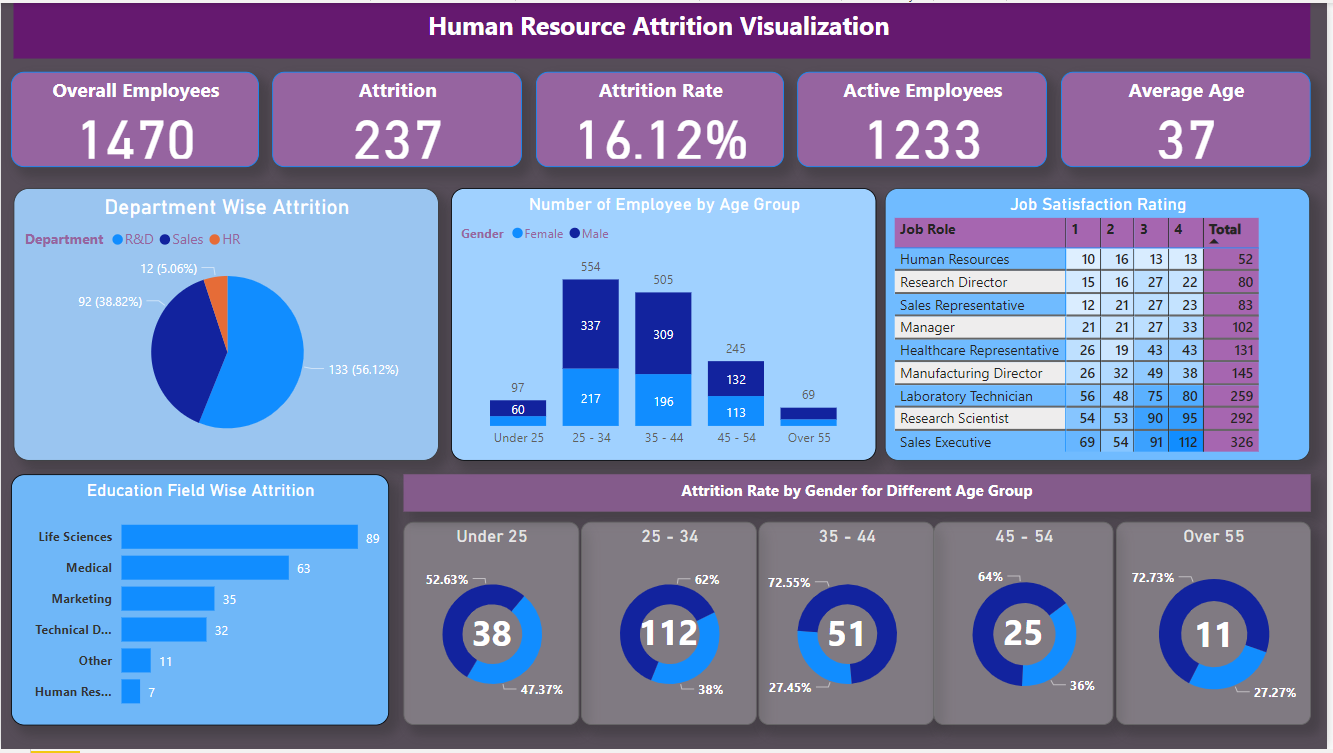 Human Resource Attrition Visualization
Overall Employees
1470
Attrition
237
Attrition Rate
16.12%
Active Employees
1233
Average Age
37
Department Wise Attrition
Department R&D Sales HR
12 (5.06%)
92 (38.82%)
133 (56.12%)
Number of Employee by Age Group
Gender Female Male
554
505
337
309
245
97
132
69
60
217
196
113
Under 25 25 - 34 35 - 44 45 - 54 Over 55
Job Satisfaction Rating
Job Role 1 2 3 4 Total
Human Resources 10 16 13 13 52
Research Director 15 16 27 22 80
Sales Representative 12 21 27 23 83
Manager 21 21 27 33 102
Healthcare Representative 26 19 43 43 131
Manufacturing Director 26 32 49 38 145
Laboratory Technician 56 48 75 80 259
Research Scientist 54 53 90 95 292
Sales Executive 69 54 91 112 326
Education Field Wise Attrition
Life Sciences 89
Medical 63
Marketing 35
Technical D... 32
Other 11
Human Res... 7
Attrition Rate by Gender for Different Age Group
Under 25
52.63%
38
47.37%
25 - 34
62%
112
38%
35 - 44
72.55%
51
27.45%
45 - 54
64%
25
36%
Over 55
72.73%
11
27.27%